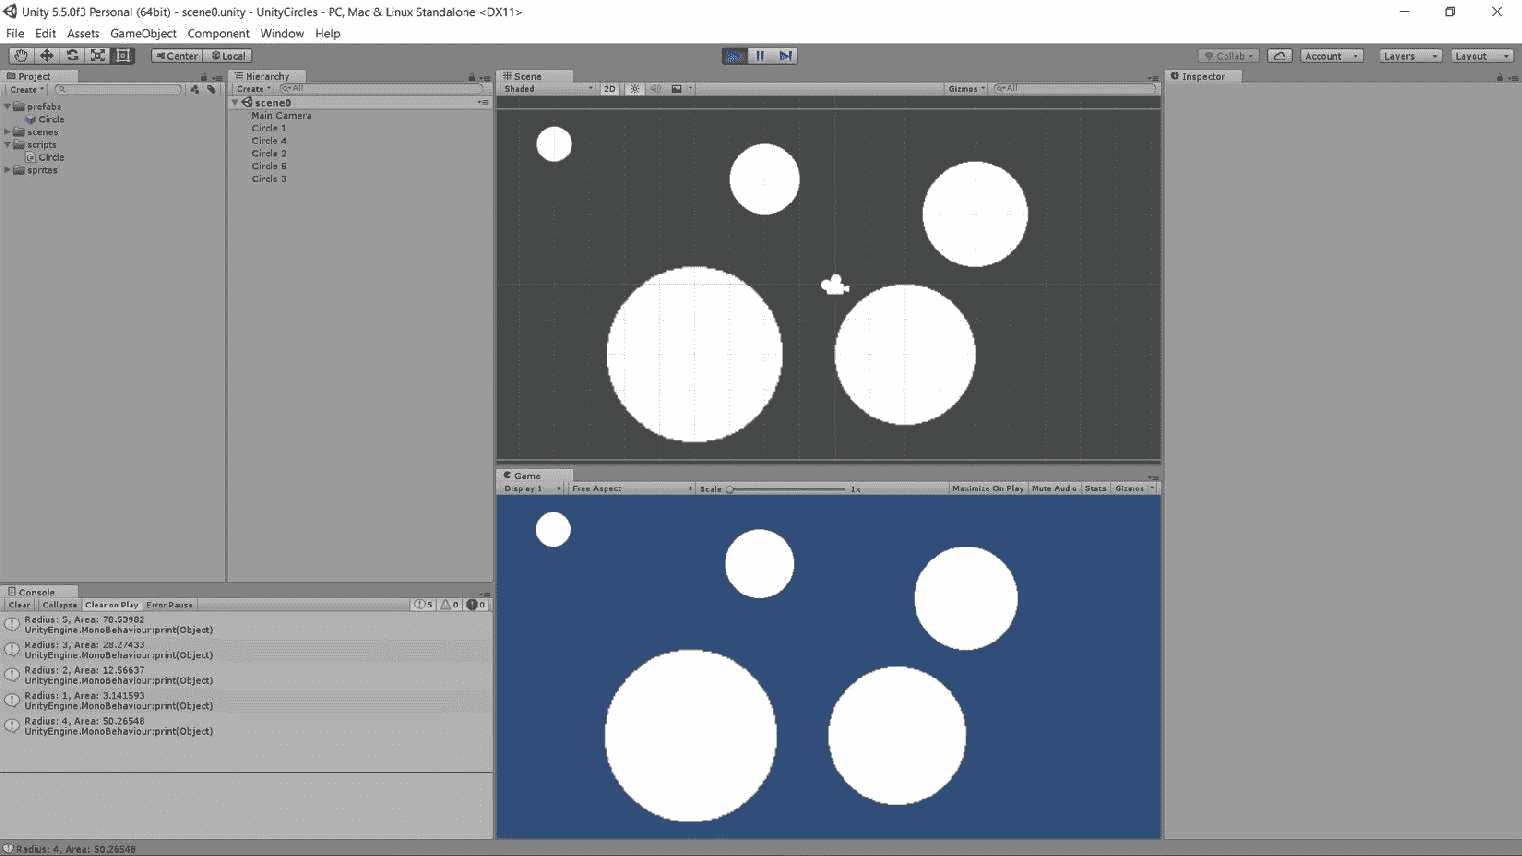 Unity 5.5.0f3 Personal (64bit) - scene0.unity - UnityCircles - PC, Mac & Linux Standalone <DX11>
File Edit Assets GameObject Component Window Help
Center Local
Collab Account Layers Layout
Project
Create
prefabs
Circle
scenes
scripts
Circle
sprites
Hierarchy
Create All
scene0
Main Camera
Circle 1
Circle 4
Circle 2
Circle 5
Circle 3
Scene
Shaded 2D Gizmos All
Game
Display 1 Free Aspect Scale 1x Maximize On Play Mute Audio Stats Gizmos
Inspector
Console
Clear Collapse Clear on Play Error Pause 5 0 0
Radius: 5, Area: 78.53982
UnityEngine.MonoBehaviour:print(Object)
Radius: 3, Area: 28.27433
UnityEngine.MonoBehaviour:print(Object)
Radius: 2, Area: 12.56637
UnityEngine.MonoBehaviour:print(Object)
Radius: 1, Area: 3.141593
UnityEngine.MonoBehaviour:print(Object)
Radius: 4, Area: 50.26548
UnityEngine.MonoBehaviour:print(Object)
Radius: 4, Area: 50.26548